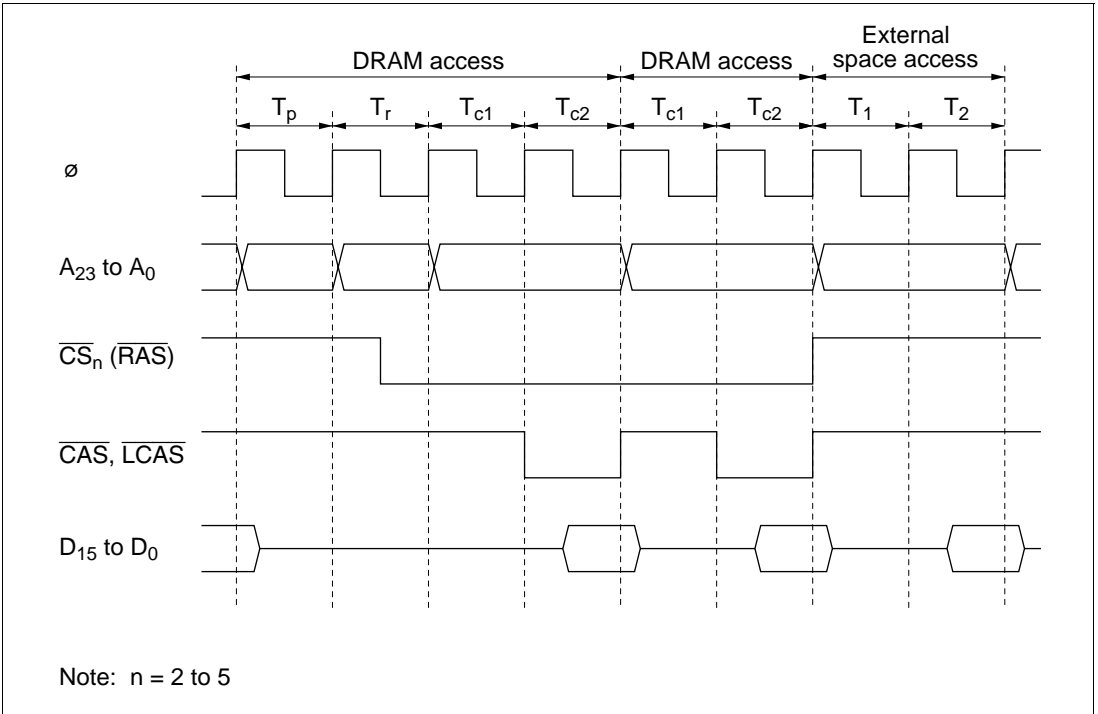 External
DRAM access DRAM access space access
Tp Tr Tc1 Tc2 Tc1 Tc2 T1 T2
ø
A23 to A0
CSn (RAS)
CAS, LCAS
D15 to D0
Note: n = 2 to 5